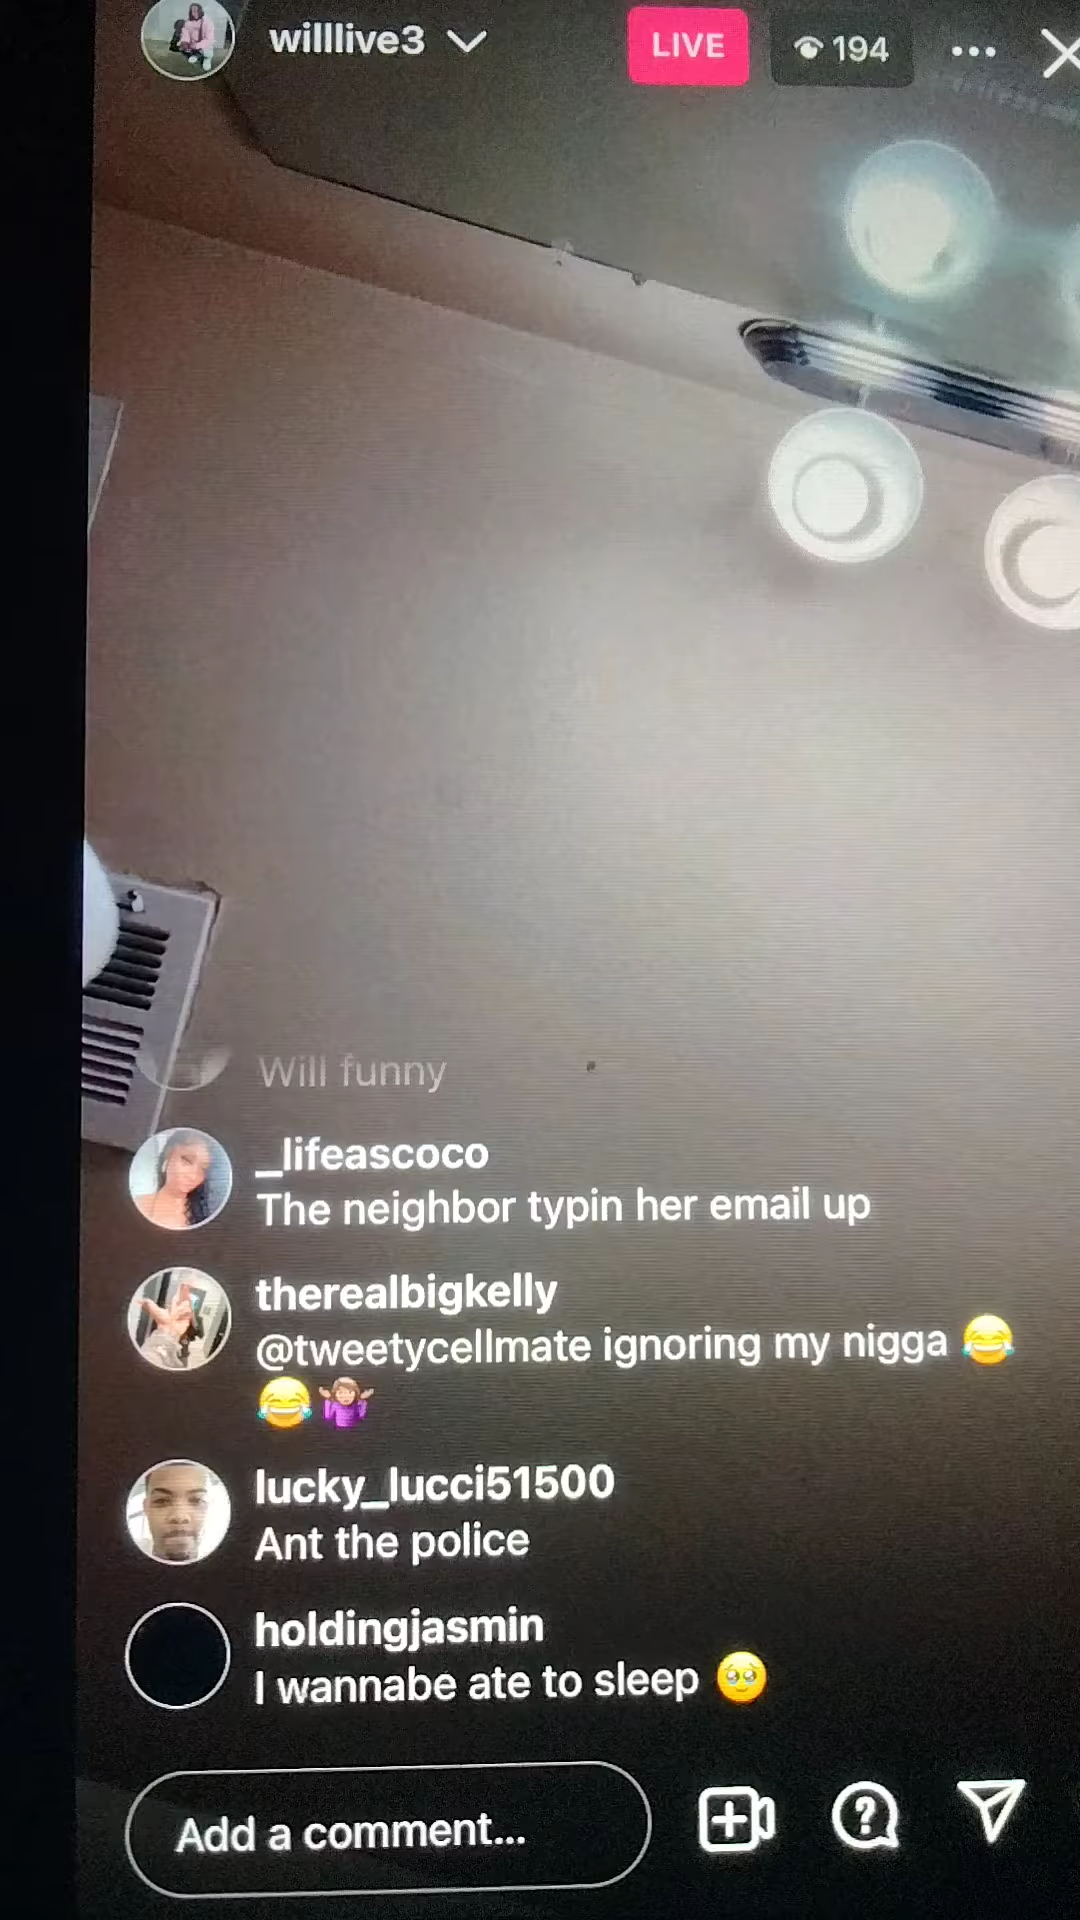 willlive3
LIVE
194
Will funny
_lifeascoco
The neighbor typin her email up
therealbigkelly
@tweetycellmate ignoring my nigga 😂
😂🤷🏽‍♀️
lucky_lucci51500
Ant the police
holdingjasmin
I wannabe ate to sleep 🥹
Add a comment...